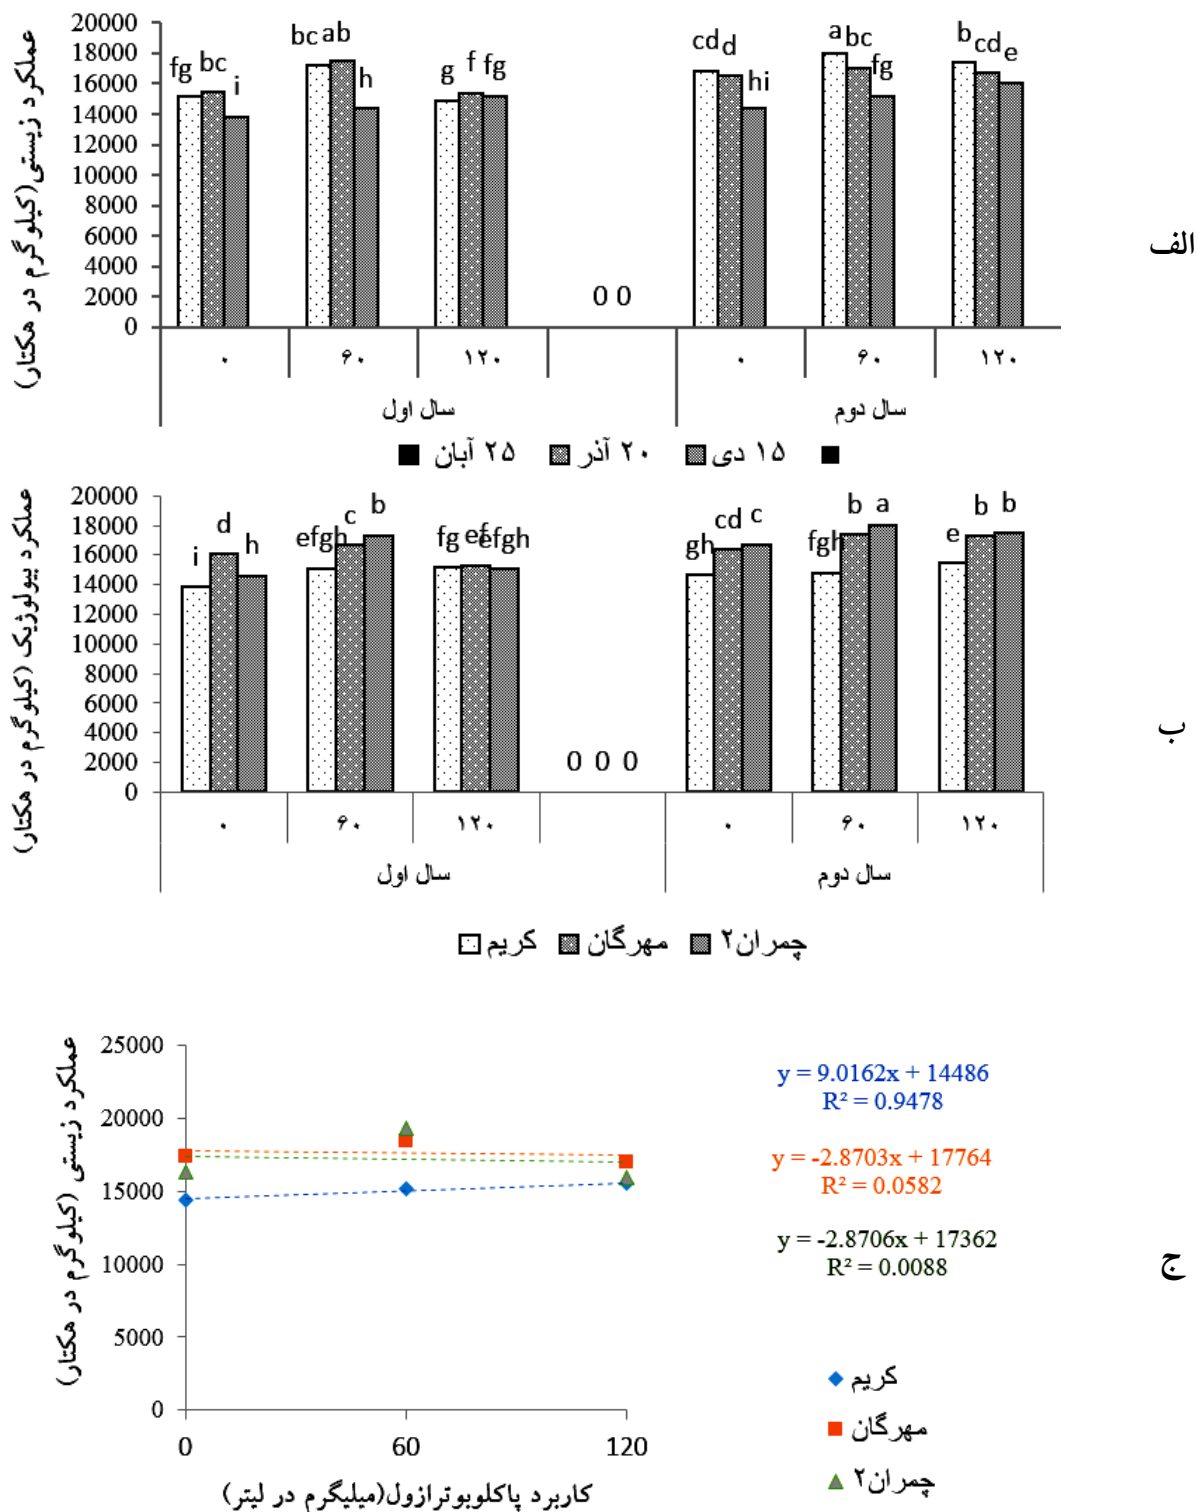 عملکرد زیستی(کیلوگرم در هکتار)
20000
18000
16000
14000
12000
10000
8000
6000
4000
2000
0
fg bc i bc ab h g f fg 0 0 cd d hi a bc fg b cd e
۰ ۶۰ ۱۲۰ ۰ ۶۰ ۱۲۰
سال اول سال دوم
۲۵ آبان ۲۰ آذر ۱۵ دی
الف
عملکرد بیولوژیک (کیلوگرم در هکتار)
20000
18000
16000
14000
12000
10000
8000
6000
4000
2000
0
i d h efgh c b fg ef efgh 0 0 0 gh cd c fgh b a e b b
۰ ۶۰ ۱۲۰ ۰ ۶۰ ۱۲۰
سال اول سال دوم
کریم مهرگان چمران۲
ب
عملکرد زیستی (کیلوگرم در هکتار)
25000
20000
15000
10000
5000
0
0 60 120
کاربرد پاکلوبوترازول(میلیگرم در لیتر)
y = 9.0162x + 14486
R² = 0.9478
y = -2.8703x + 17764
R² = 0.0582
y = -2.8706x + 17362
R² = 0.0088
کریم
مهرگان
چمران۲
ج